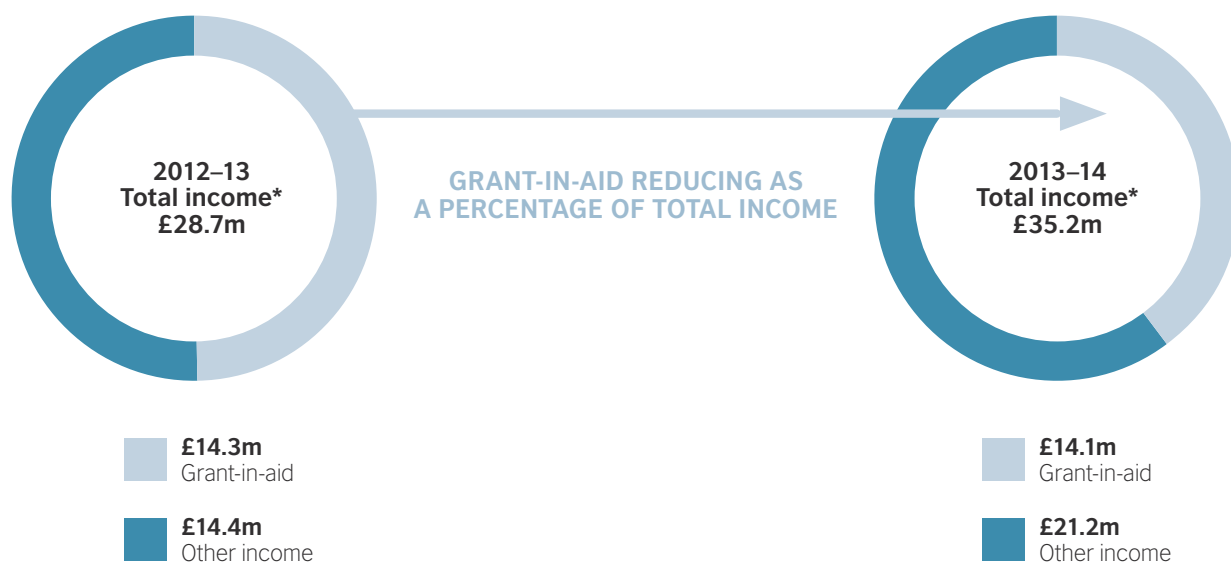 2012–13
Total income*
£28.7m
GRANT-IN-AID REDUCING AS
A PERCENTAGE OF TOTAL INCOME
2013–14
Total income*
£35.2m
£14.3m
Grant-in-aid
£14.4m
Other income
£14.1m
Grant-in-aid
£21.2m
Other income